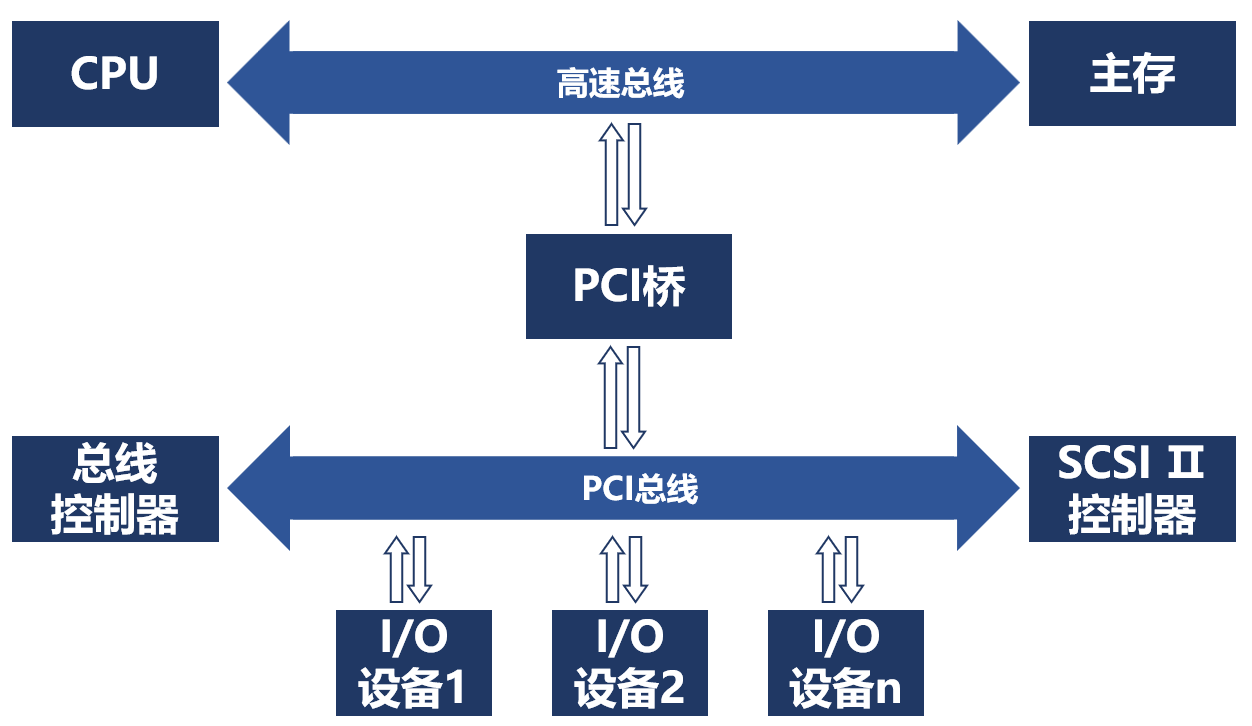 CPU
高速总线
主存
PCI桥
总线
控制器
PCI总线
SCSI Ⅱ
控制器
I/O
设备1
I/O
设备2
I/O
设备n